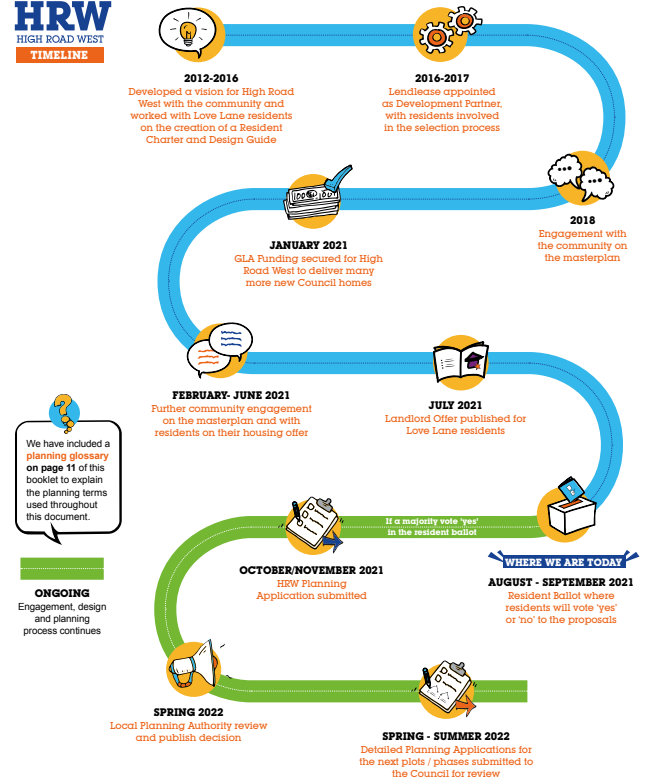 HRW
HIGH ROAD WEST
TIMELINE
2012-2016
Developed a vision for High Road
West with the community and
worked with Love Lane residents
on the creation of a Resident
Charter and Design Guide
2016-2017
Lendlease appointed
as Development Partner,
with residents involved
in the selection process
2018
Engagement with
the community on
the masterplan
JANUARY 2021
GLA Funding secured for High
Road West to deliver many
more new Council homes
FEBRUARY- JUNE 2021
Further community engagement
on the masterplan and with
residents on their housing offer
JULY 2021
Landlord Offer published for
Love Lane residents
We have included a
planning glossary
on page 11 of this
booklet to explain
the planning terms
used throughout
this document.
If a majority vote ‘yes’
in the resident ballot
WHERE WE ARE TODAY
AUGUST - SEPTEMBER 2021
Resident Ballot where
residents will vote ‘yes’
or ‘no’ to the proposals
OCTOBER/NOVEMBER 2021
HRW Planning
Application submitted
ONGOING
Engagement, design
and planning
process continues
SPRING 2022
Local Planning Authority review
and publish decision
SPRING - SUMMER 2022
Detailed Planning Applications for
the next plots / phases submitted to
the Council for review